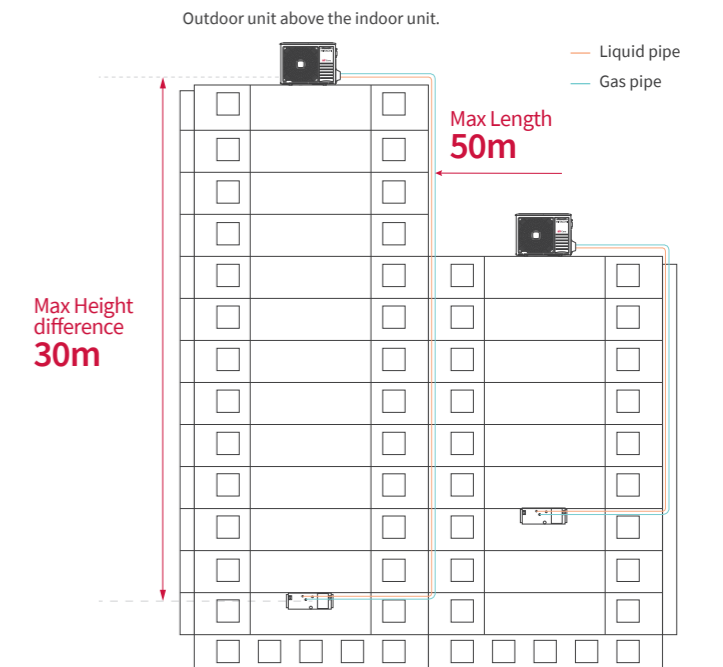 Outdoor unit above the indoor unit.
Liquid pipe
Gas pipe
Max Length
50m
Max Height
difference
30m